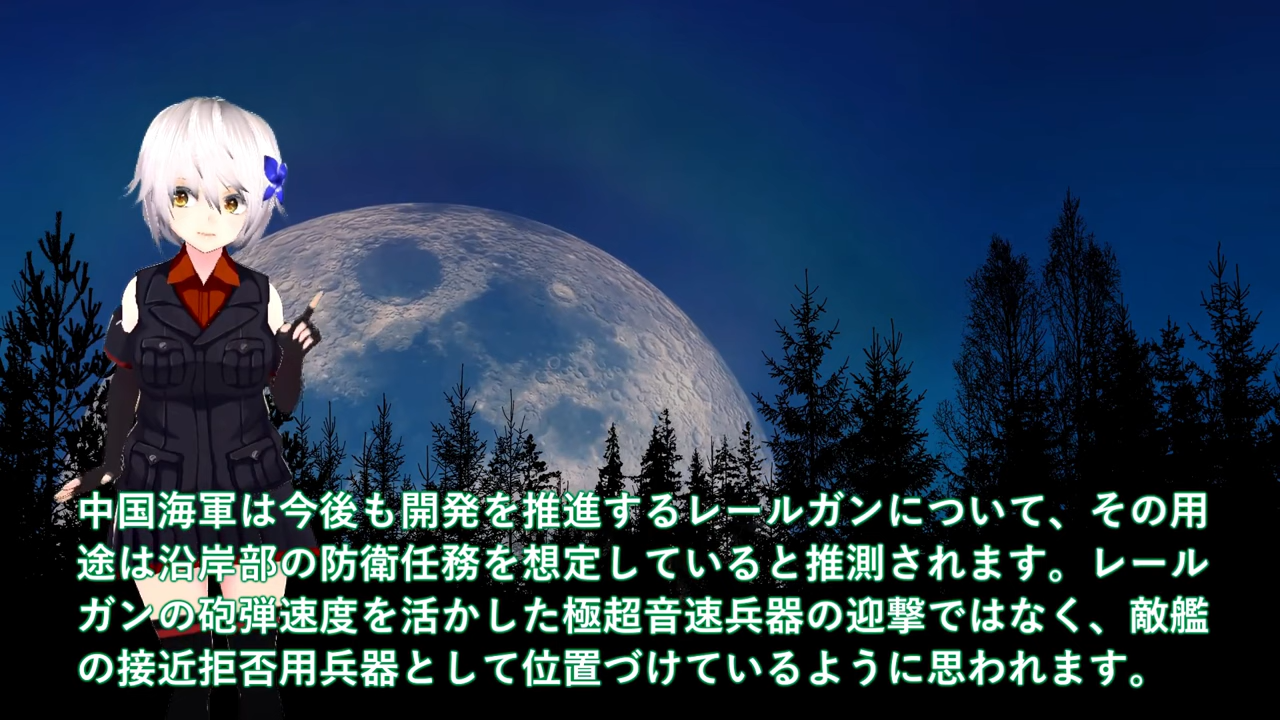 中国海軍は今後も開発を推進するレールガンについて、その用
途は沿岸部の防衛任務を想定していると推測されます。レール
ガンの砲弾速度を活かした極超音速兵器の迎撃ではなく、敵艦
の接近拒否用兵器として位置づけているように思われます。